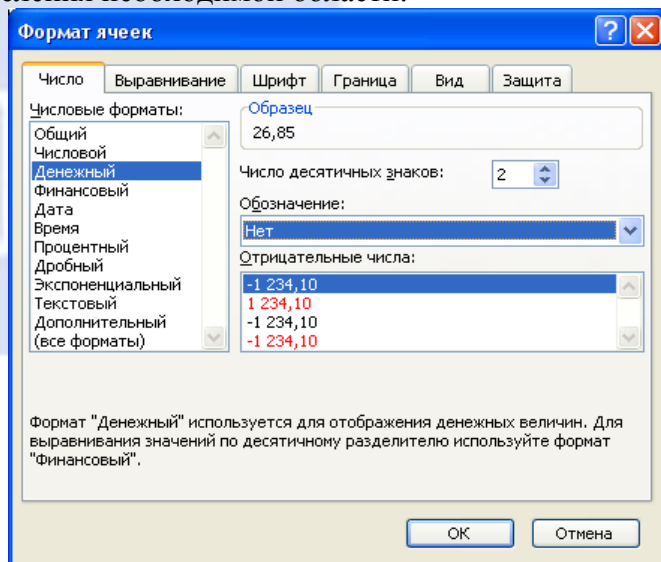 необходимой области.
Формат ячеек
Число Выравнивание Шрифт Граница Вид Защита
Числовые форматы:
Общий
Числовой
Денежный
Финансовый
Дата
Время
Процентный
Дробный
Экспоненциальный
Текстовый
Дополнительный
(все форматы)
Образец
26,85
Число десятичных знаков: 2
Обозначение:
Нет
Отрицательные числа:
-1 234,10
1 234,10
-1 234,10
-1 234,10
Формат "Денежный" используется для отображения денежных величин. Для
выравнивания значений по десятичному разделителю используйте формат
"Финансовый".
ОК Отмена